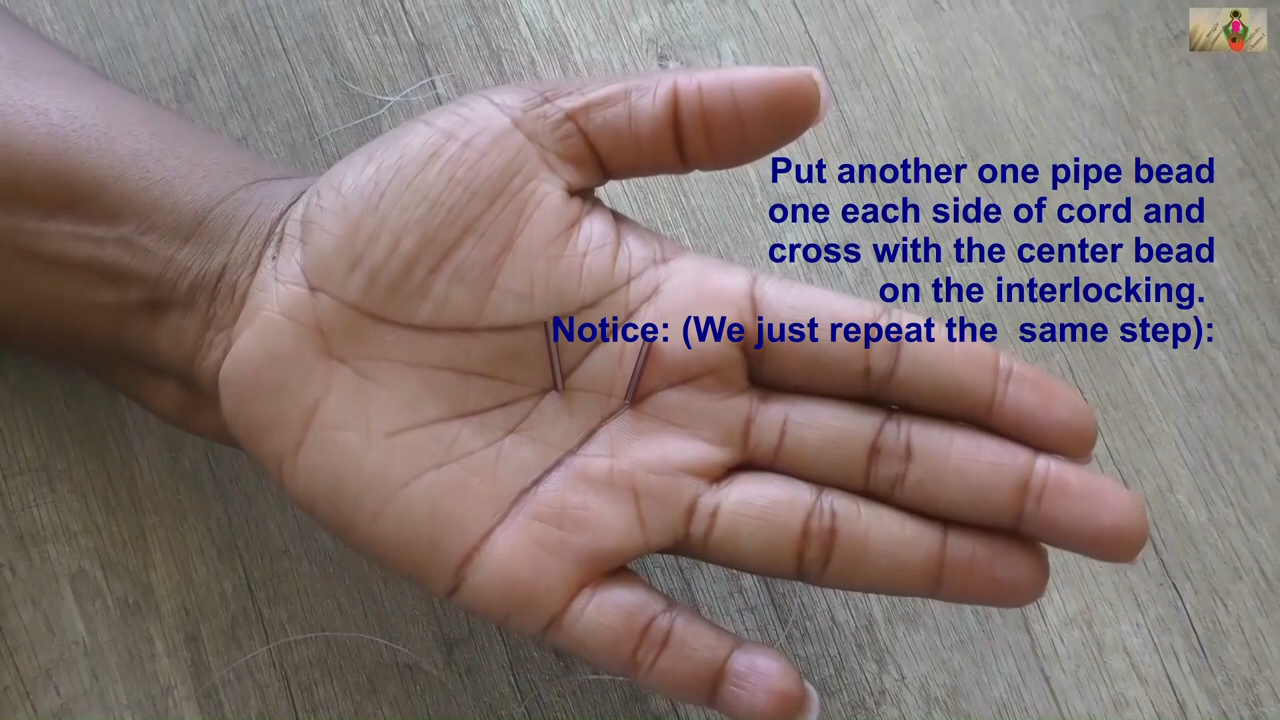 Put another one pipe bead
one each side of cord and
cross with the center bead
on the interlocking.
Notice: (We just repeat the  same step):